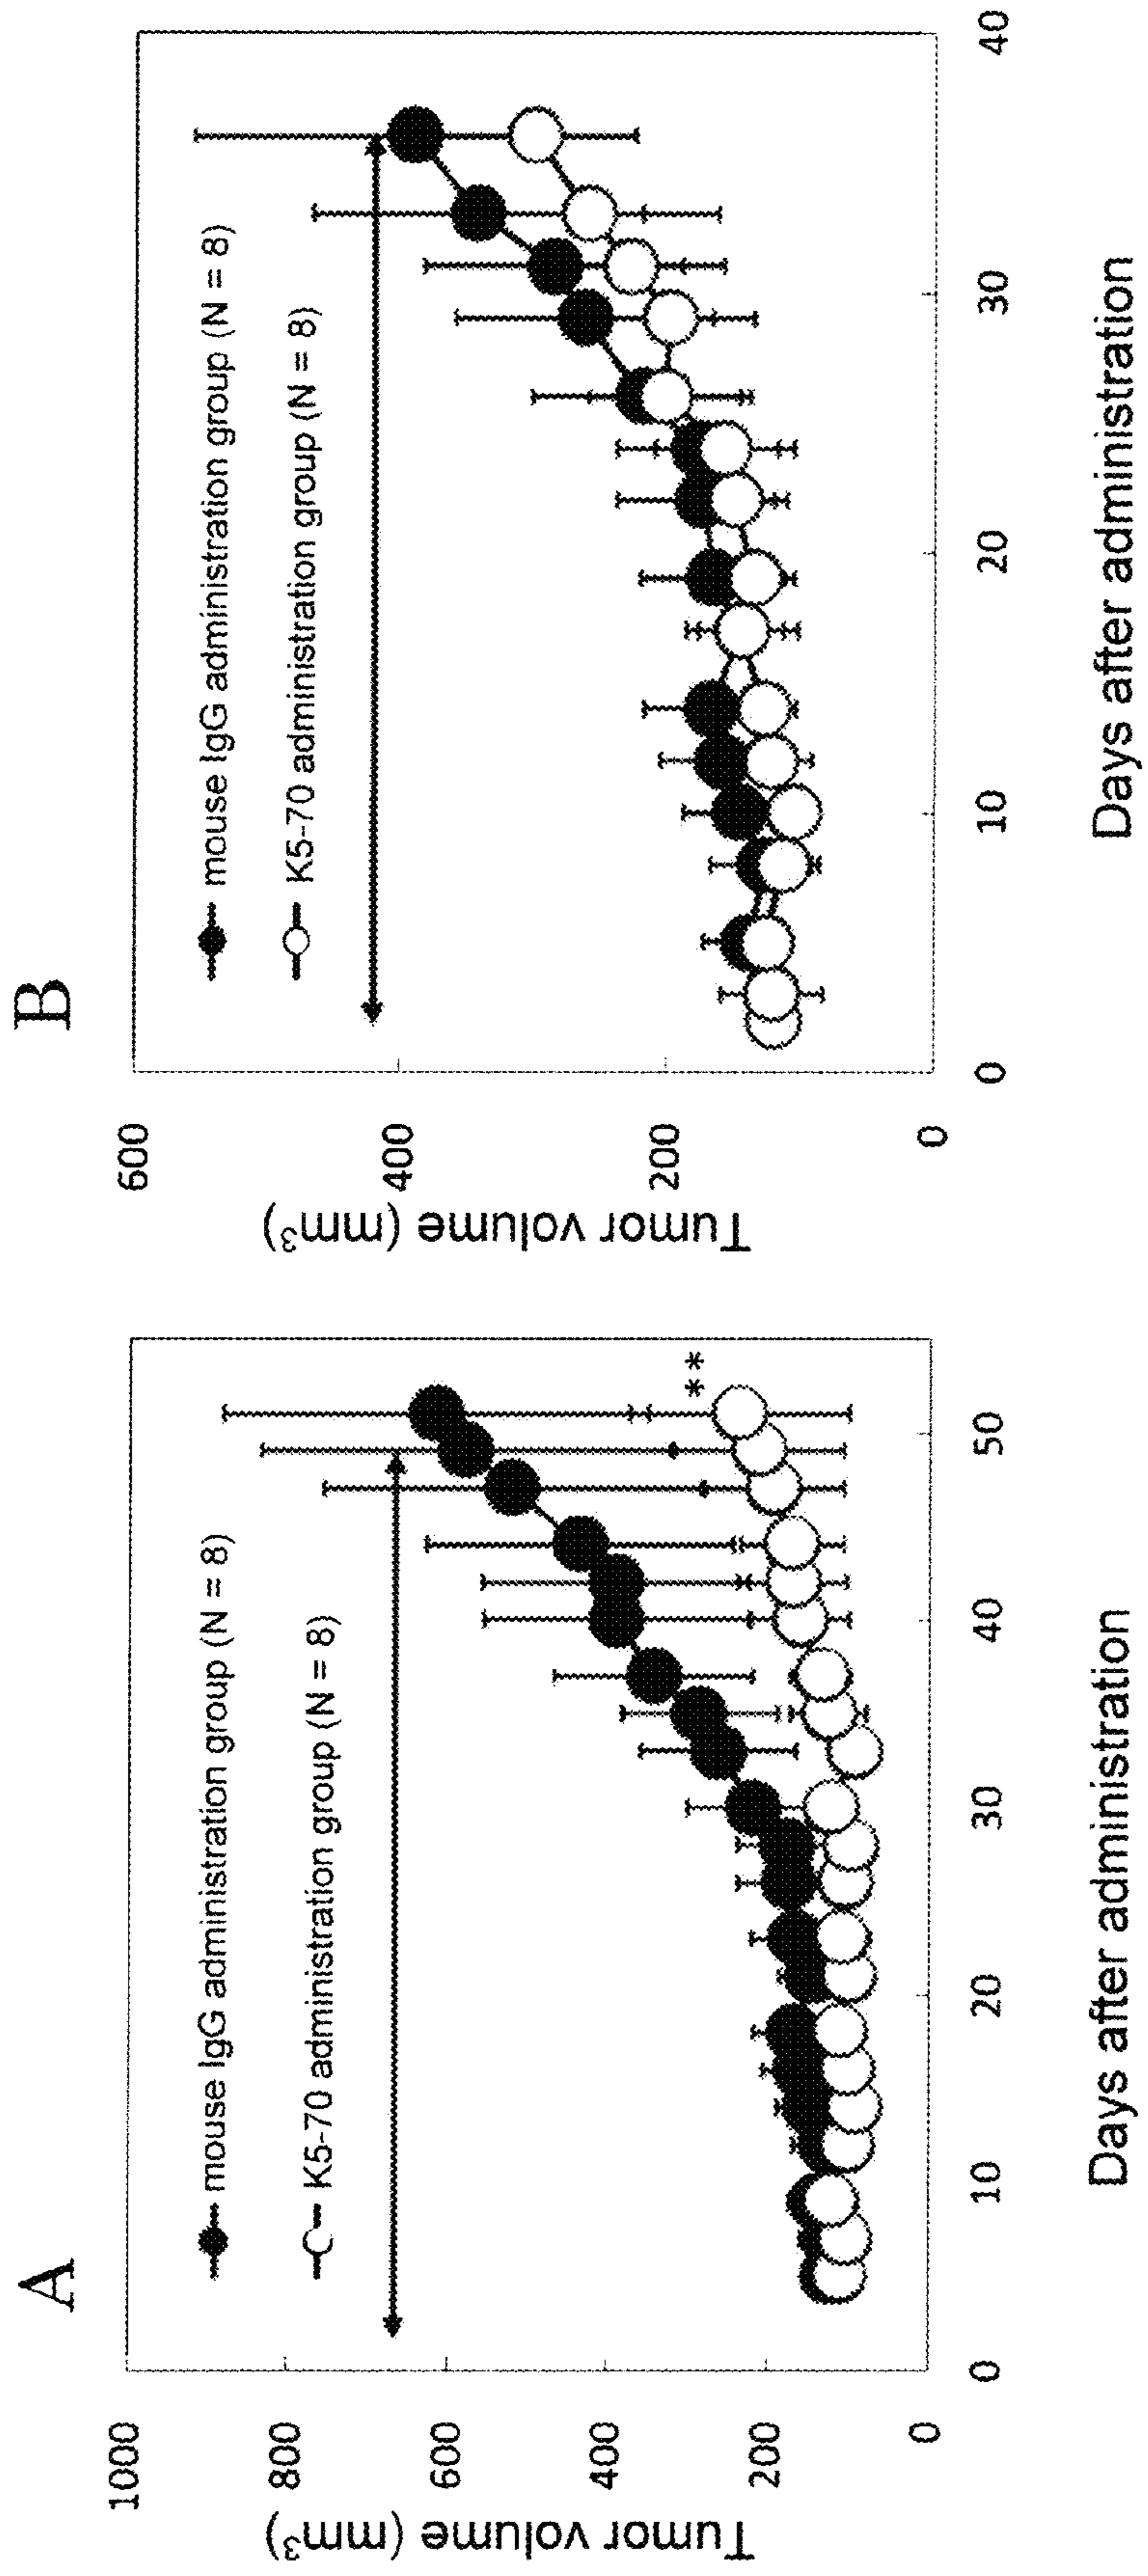 A
Tumor volume (mm³)
1000
800
600
400
200
0
mouse IgG administration group (N = 8)
K5-70 administration group (N = 8)
**
0
10
20
30
40
50
Days after administration
B
Tumor volume (mm³)
600
400
200
0
mouse IgG administration group (N = 8)
K5-70 administration group (N = 8)
0
10
20
30
40
Days after administration